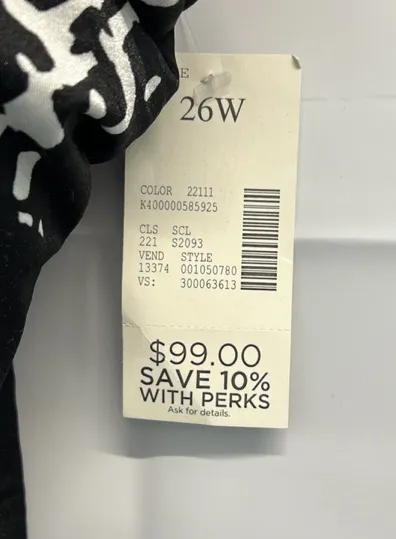 E
26W
COLOR 22111
K400000585925
CLS SCL
221 S2093
VEND STYLE
13374 001050780
VS: 300063613
$99.00
SAVE 10%
WITH PERKS
Ask for details.